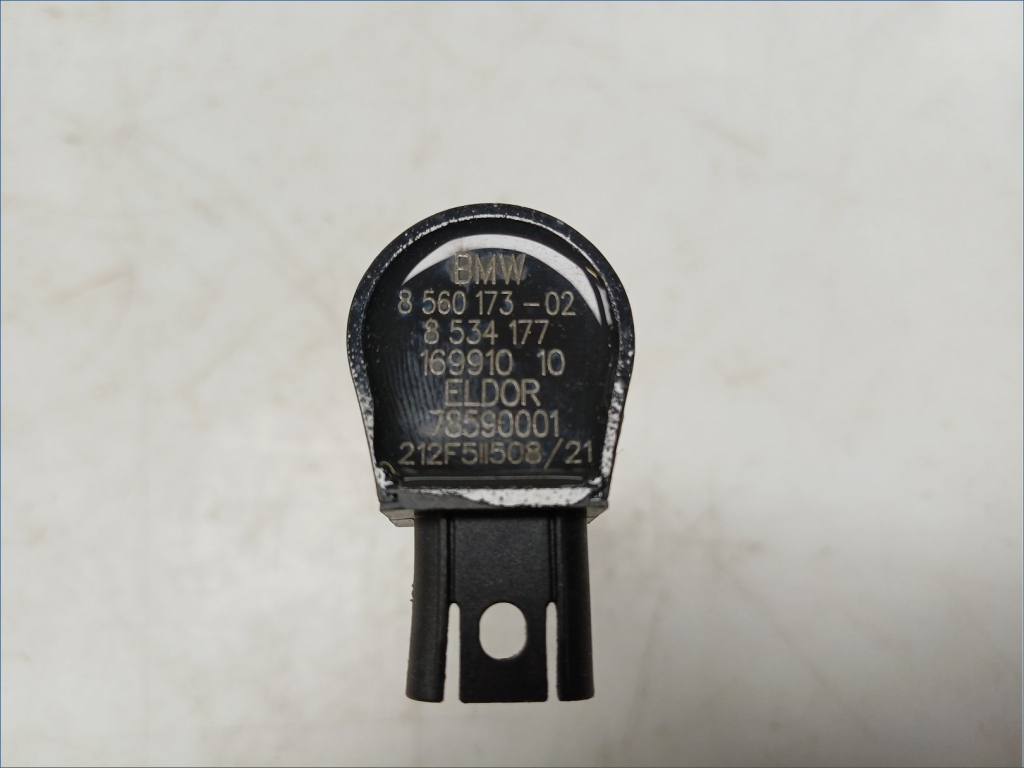 BMW
8 560 173-02
8 534 177
169910 10
ELDOR
78590001
212F5II508/21